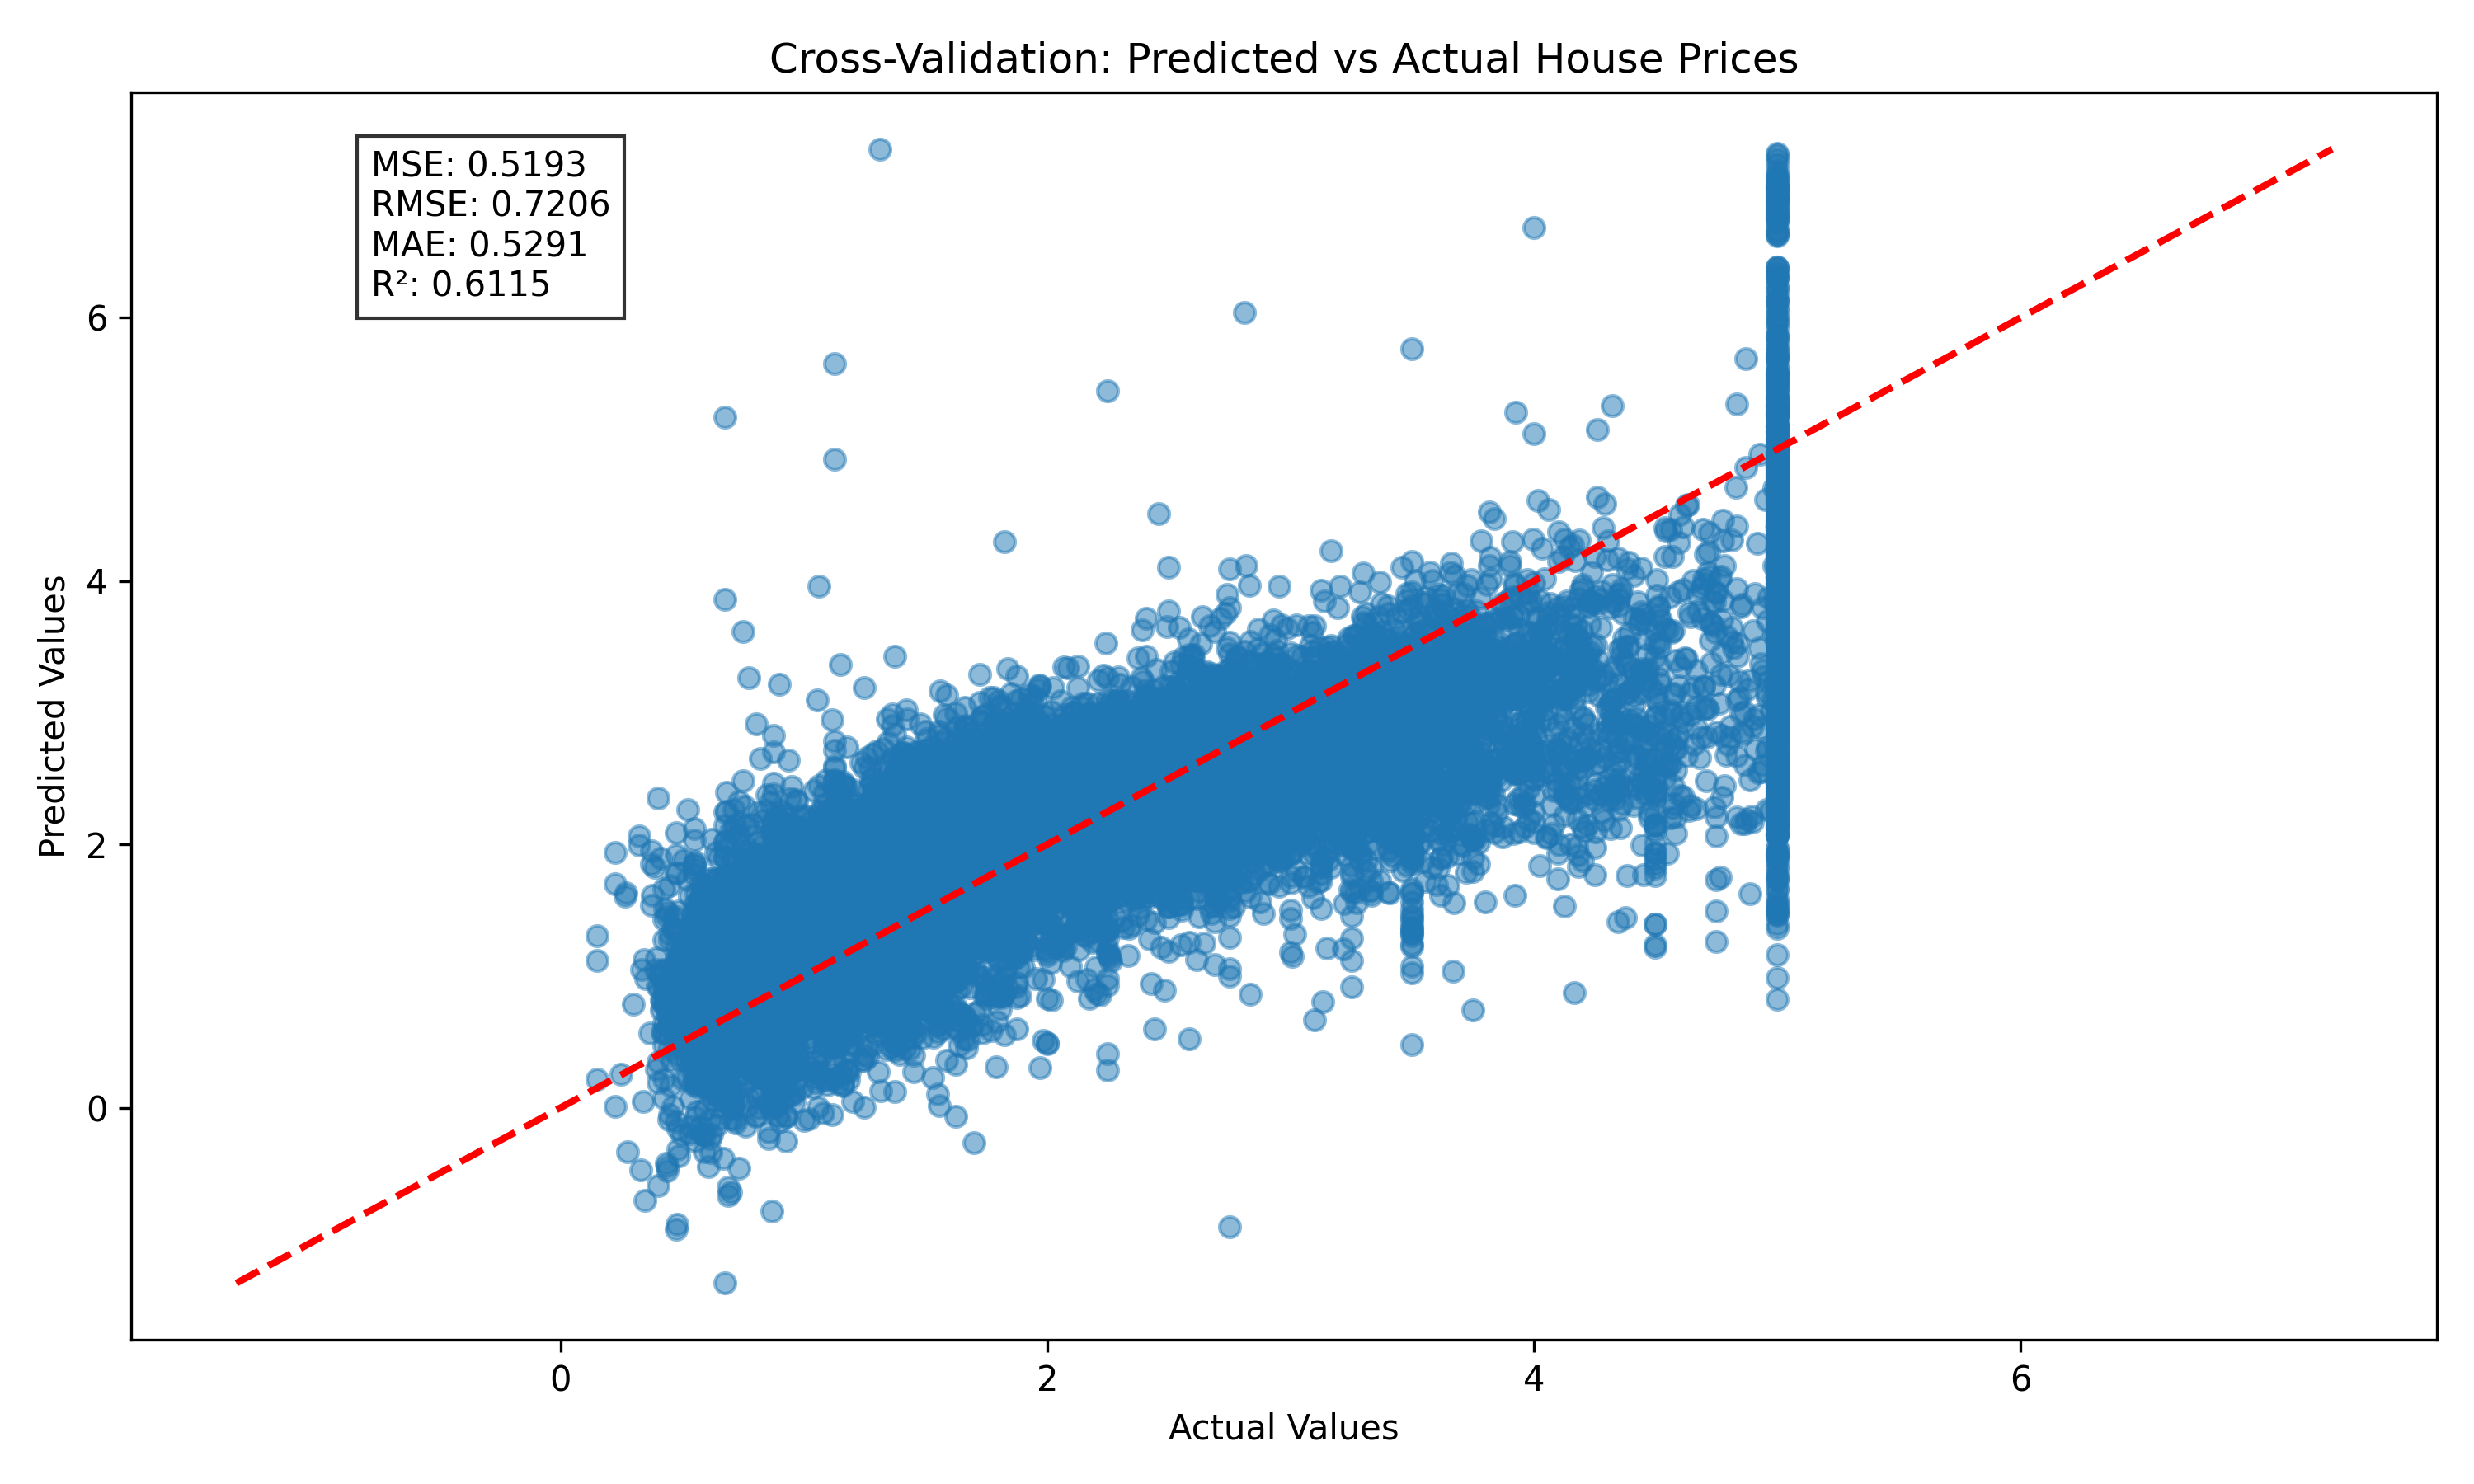 Cross-Validation: Predicted vs Actual House Prices
MSE: 0.5193
RMSE: 0.7206
MAE: 0.5291
R²: 0.6115
Predicted Values
6
4
2
0
0
2
4
6
Actual Values